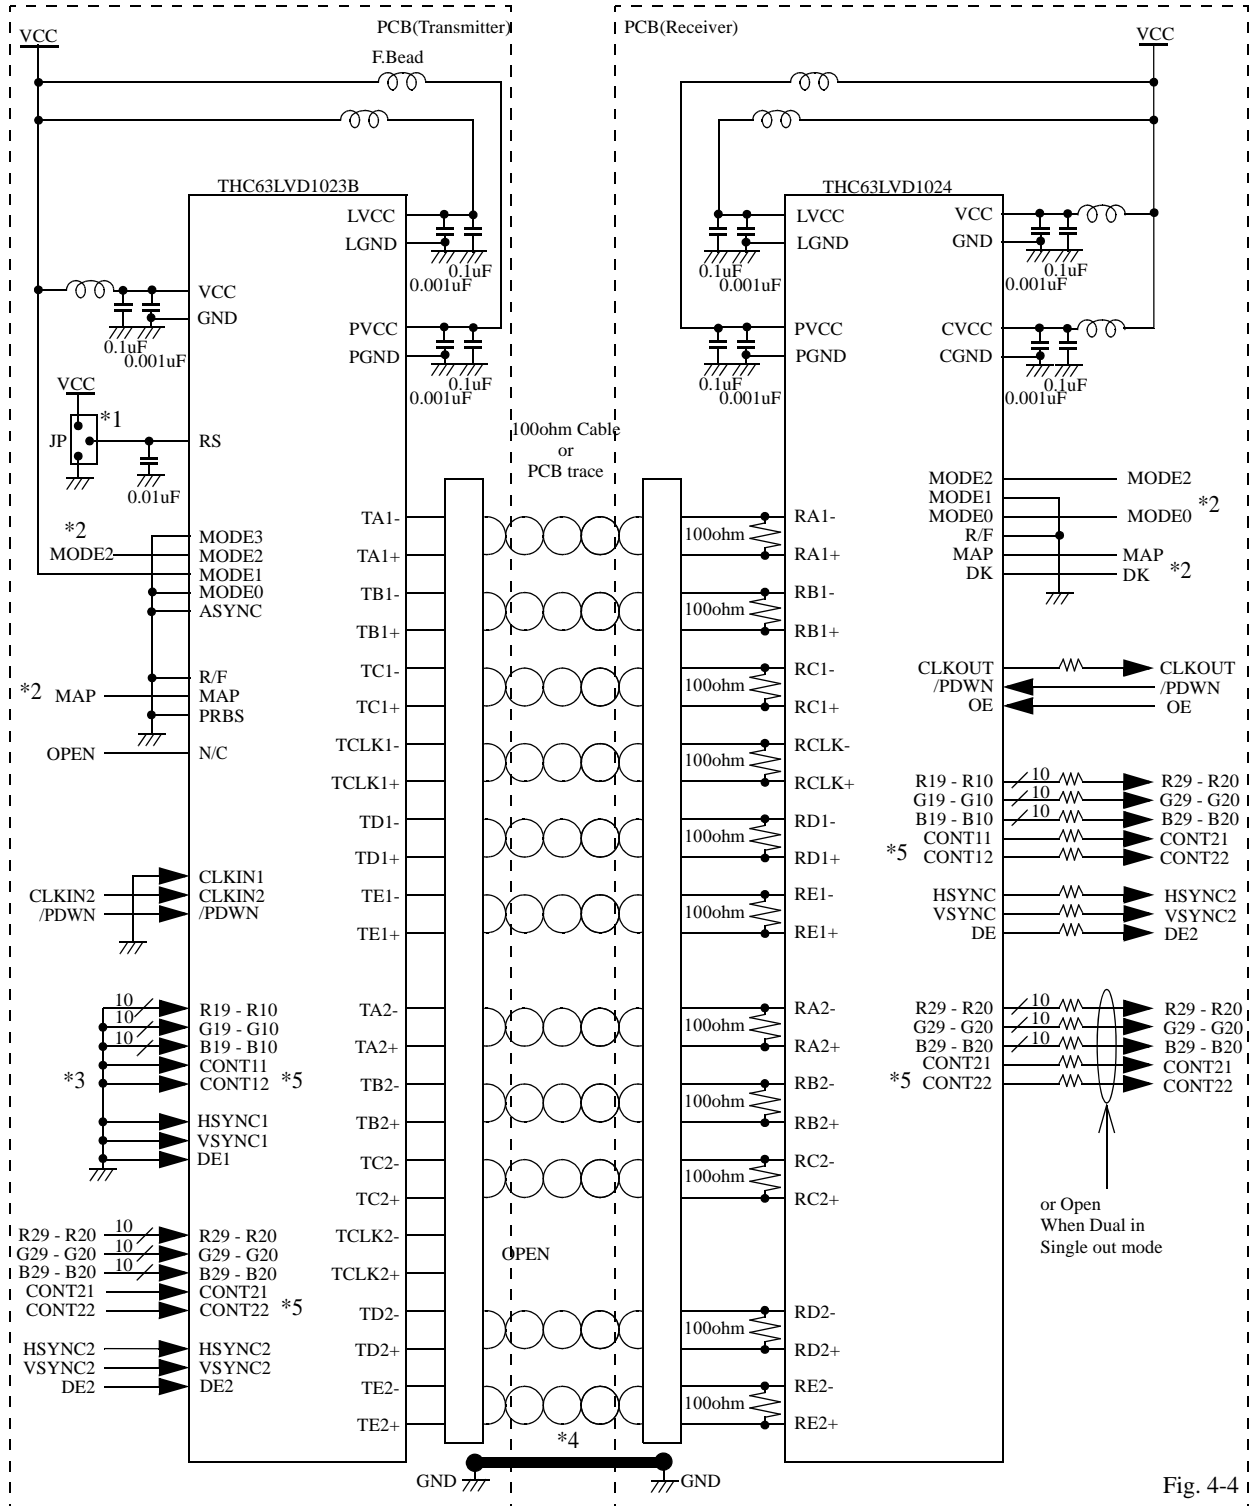 PCB(Transmitter)
PCB(Receiver)
VCC
VCC
F.Bead
THC63LVD1023B
THC63LVD1024
LVCC
LGND
0.1uF
0.001uF
VCC
GND
0.1uF
0.001uF
PVCC
PGND
0.1uF
0.001uF
VCC
*1
JP
RS
0.01uF
*2
MODE3
MODE2
MODE2
MODE1
MODE0
ASYNC
R/F
*2
MAP
MAP
PRBS
OPEN
N/C
CLKIN1
CLKIN2
CLKIN2
/PDWN
/PDWN
10
R19 - R10
10
G19 - G10
10
B19 - B10
CONT11
*3
CONT12
*5
HSYNC1
VSYNC1
DE1
R29 - R20
10
R29 - R20
G29 - G20
10
G29 - G20
B29 - B20
10
B29 - B20
CONT21
CONT21
CONT22
CONT22
*5
HSYNC2
HSYNC2
VSYNC2
VSYNC2
DE2
DE2
TA1-
TA1+
TB1-
TB1+
TC1-
TC1+
TCLK1-
TCLK1+
TD1-
TD1+
TE1-
TE1+
TA2-
TA2+
TB2-
TB2+
TC2-
TC2+
TCLK2-
TCLK2+
TD2-
TD2+
TE2-
TE2+
100ohm Cable
or
PCB trace
OPEN
*4
GND
GND
LVCC
LGND
0.1uF
0.001uF
PVCC
PGND
0.1uF
0.001uF
VCC
GND
0.1uF
0.001uF
CVCC
CGND
0.1uF
0.001uF
100ohm
RA1-
RA1+
100ohm
RB1-
RB1+
100ohm
RC1-
RC1+
100ohm
RCLK-
RCLK+
100ohm
RD1-
RD1+
100ohm
RE1-
RE1+
100ohm
RA2-
RA2+
100ohm
RB2-
RB2+
100ohm
RC2-
RC2+
100ohm
RD2-
RD2+
100ohm
RE2-
RE2+
MODE2
MODE2
MODE1
MODE0
MODE0
*2
R/F
MAP
MAP
DK
DK
*2
CLKOUT
CLKOUT
/PDWN
/PDWN
OE
OE
R19 - R10
10
R29 - R20
G19 - G10
G29 - G20
B19 - B10
10
B29 - B20
CONT11
CONT21
*5
CONT12
CONT22
HSYNC
HSYNC2
VSYNC
VSYNC2
DE
DE2
R29 - R20
10
R29 - R20
G29 - G20
G29 - G20
B29 - B20
10
B29 - B20
CONT21
CONT21
*5
CONT22
CONT22
or Open
When Dual in
Single out mode
Fig. 4-4